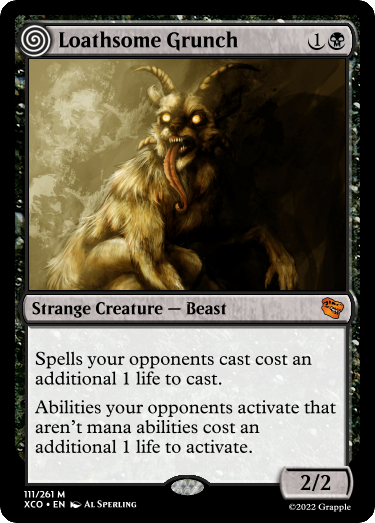 Loathsome Grunch 1
Strange Creature — Beast
Spells your opponents cast cost an
additional 1 life to cast.
Abilities your opponents activate that
aren't mana abilities cost an
additional 1 life to activate.
2/2
111/261 M
XCO • EN AL SPERLING
©2022 Grapple